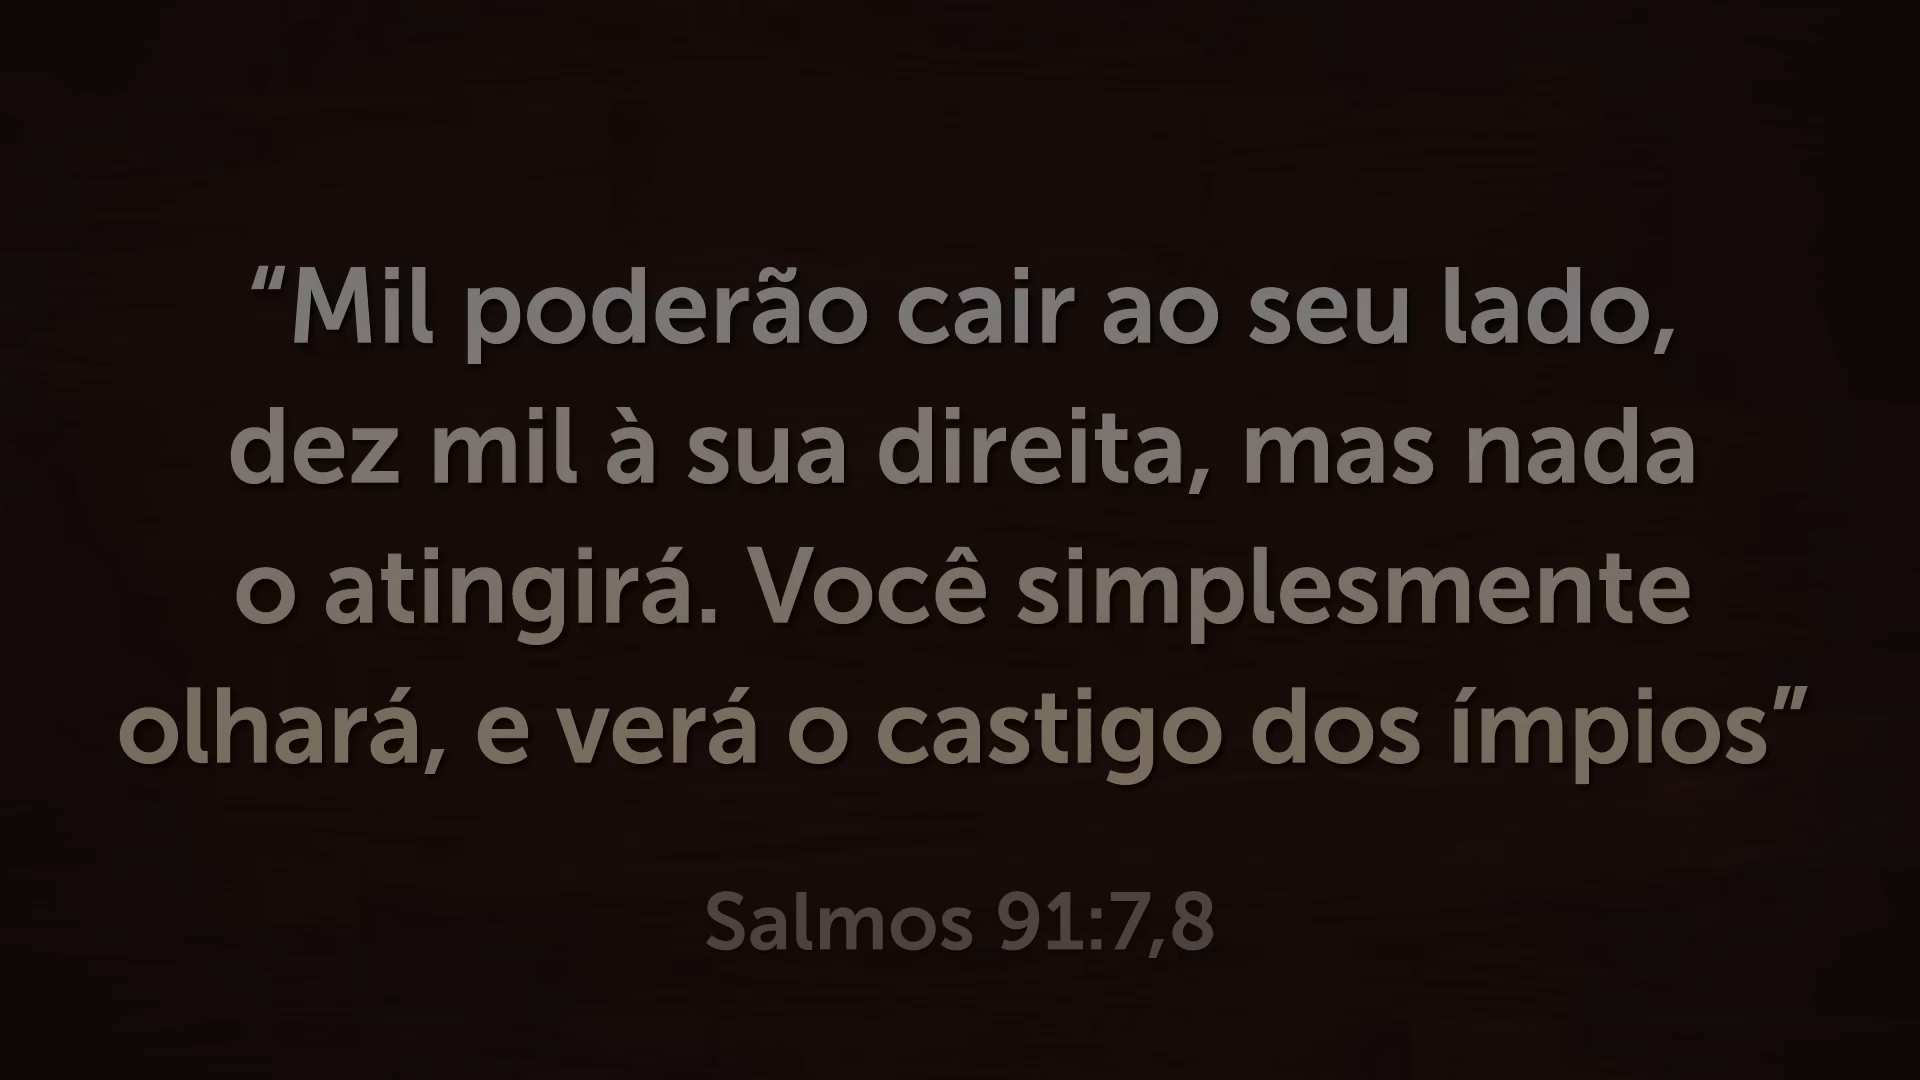 “Mil poderão cair ao seu lado,
dez mil à sua direita, mas nada
o atingirá. Você simplesmente
olhará, e verá o castigo dos ímpios”
Salmos 91:7,8